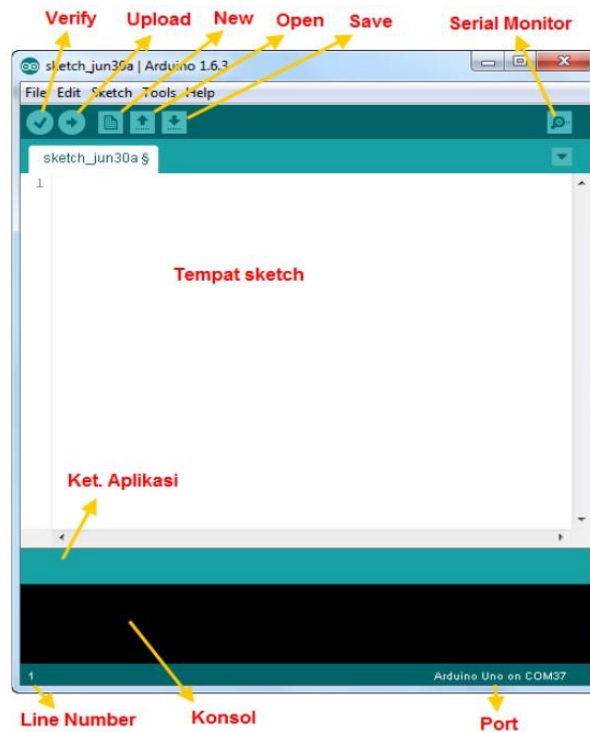 Verify Upload New Open Save Serial Monitor
sketch_jun30a | Arduino 1.6.3
File Edit Sketch Tools Help
sketch_jun30a §
1
Tempat sketch
Ket. Aplikasi
1
Arduino Uno on COM37
Line Number Konsol Port